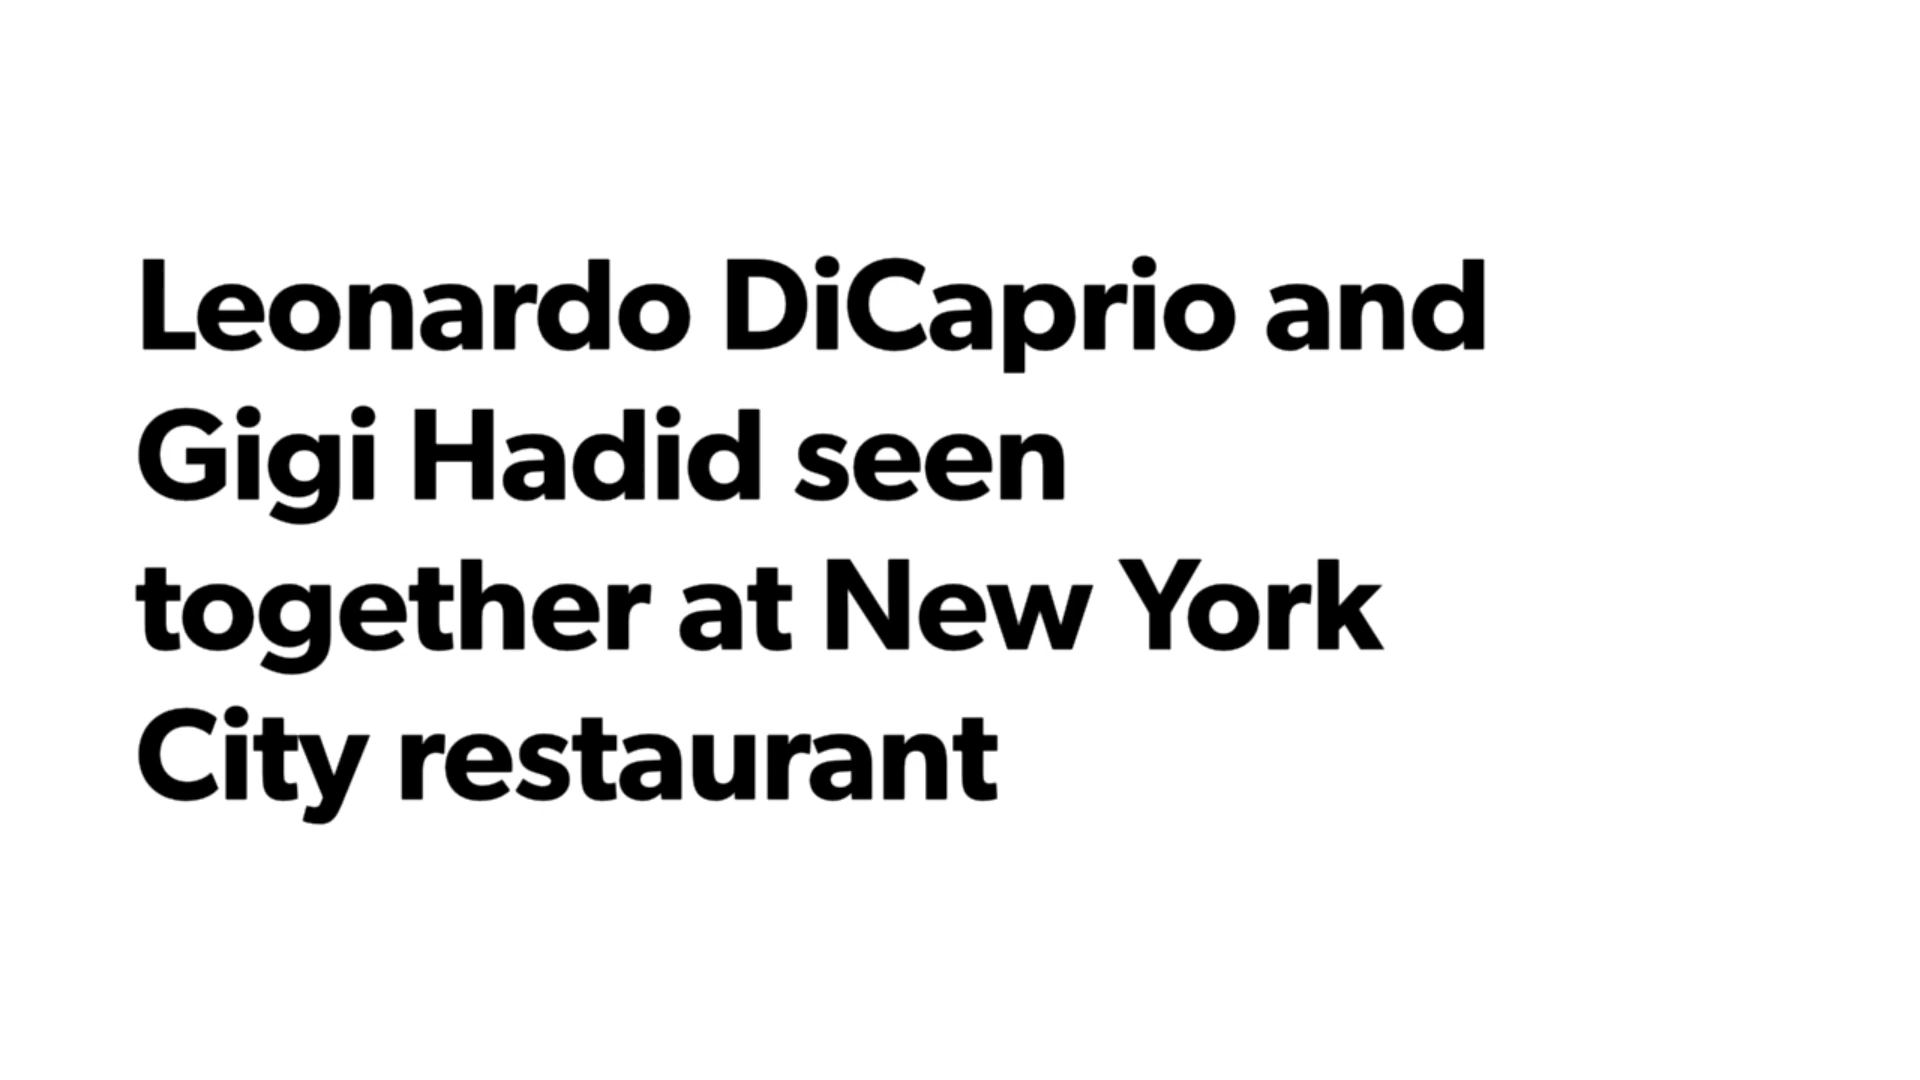 Leonardo DiCaprio and
Gigi Hadid seen
together at New York
City restaurant